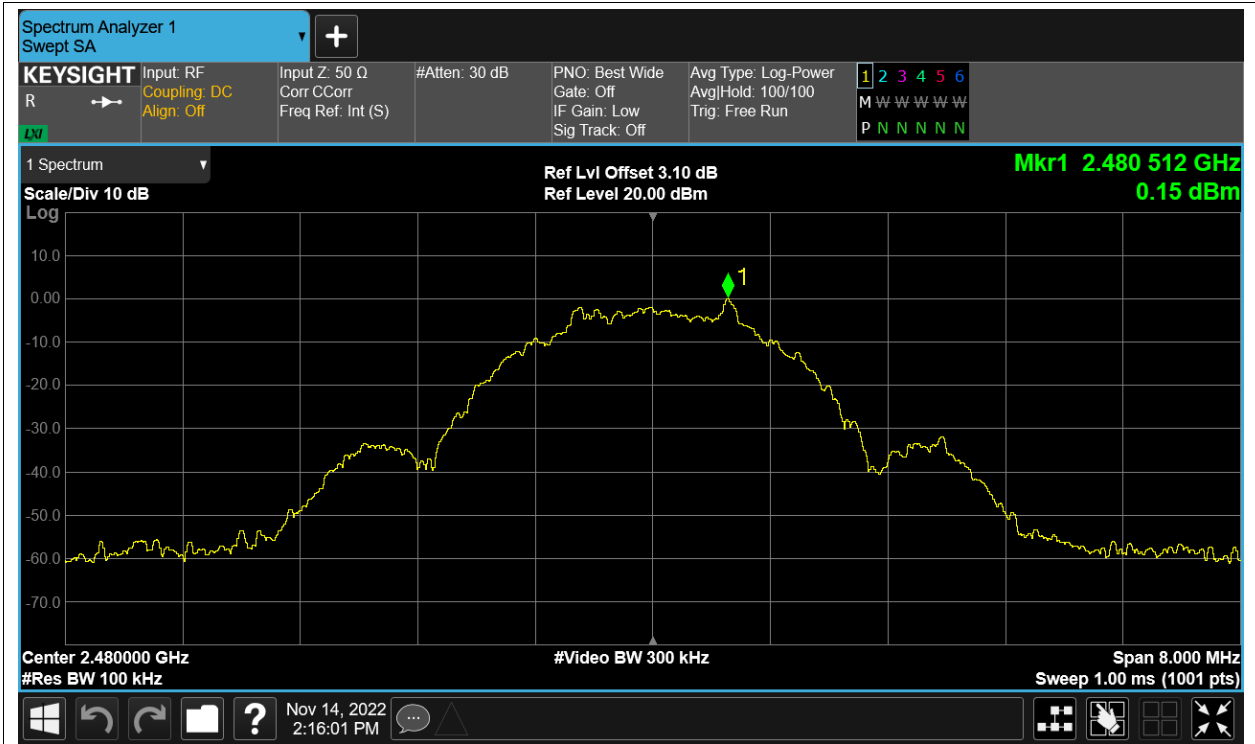 Spectrum Analyzer 1
Swept SA
KEYSIGHT
R
LXI
Input: RF
Coupling: DC
Align: Off
Input Z: 50 Ω
Corr CCorr
Freq Ref: Int (S)
#Atten: 30 dB
PNO: Best Wide
Gate: Off
IF Gain: Low
Sig Track: Off
Avg Type: Log-Power
Avg|Hold: 100/100
Trig: Free Run
1 2 3 4 5 6
M W W W W W
P N N N N N
1 Spectrum
Scale/Div 10 dB
Log
Ref Lvl Offset 3.10 dB
Ref Level 20.00 dBm
Mkr1 2.480 512 GHz
0.15 dBm
1
10.0
0.00
-10.0
-20.0
-30.0
-40.0
-50.0
-60.0
-70.0
Center 2.480000 GHz
#Res BW 100 kHz
#Video BW 300 kHz
Span 8.000 MHz
Sweep 1.00 ms (1001 pts)
?
Nov 14, 2022
2:16:01 PM